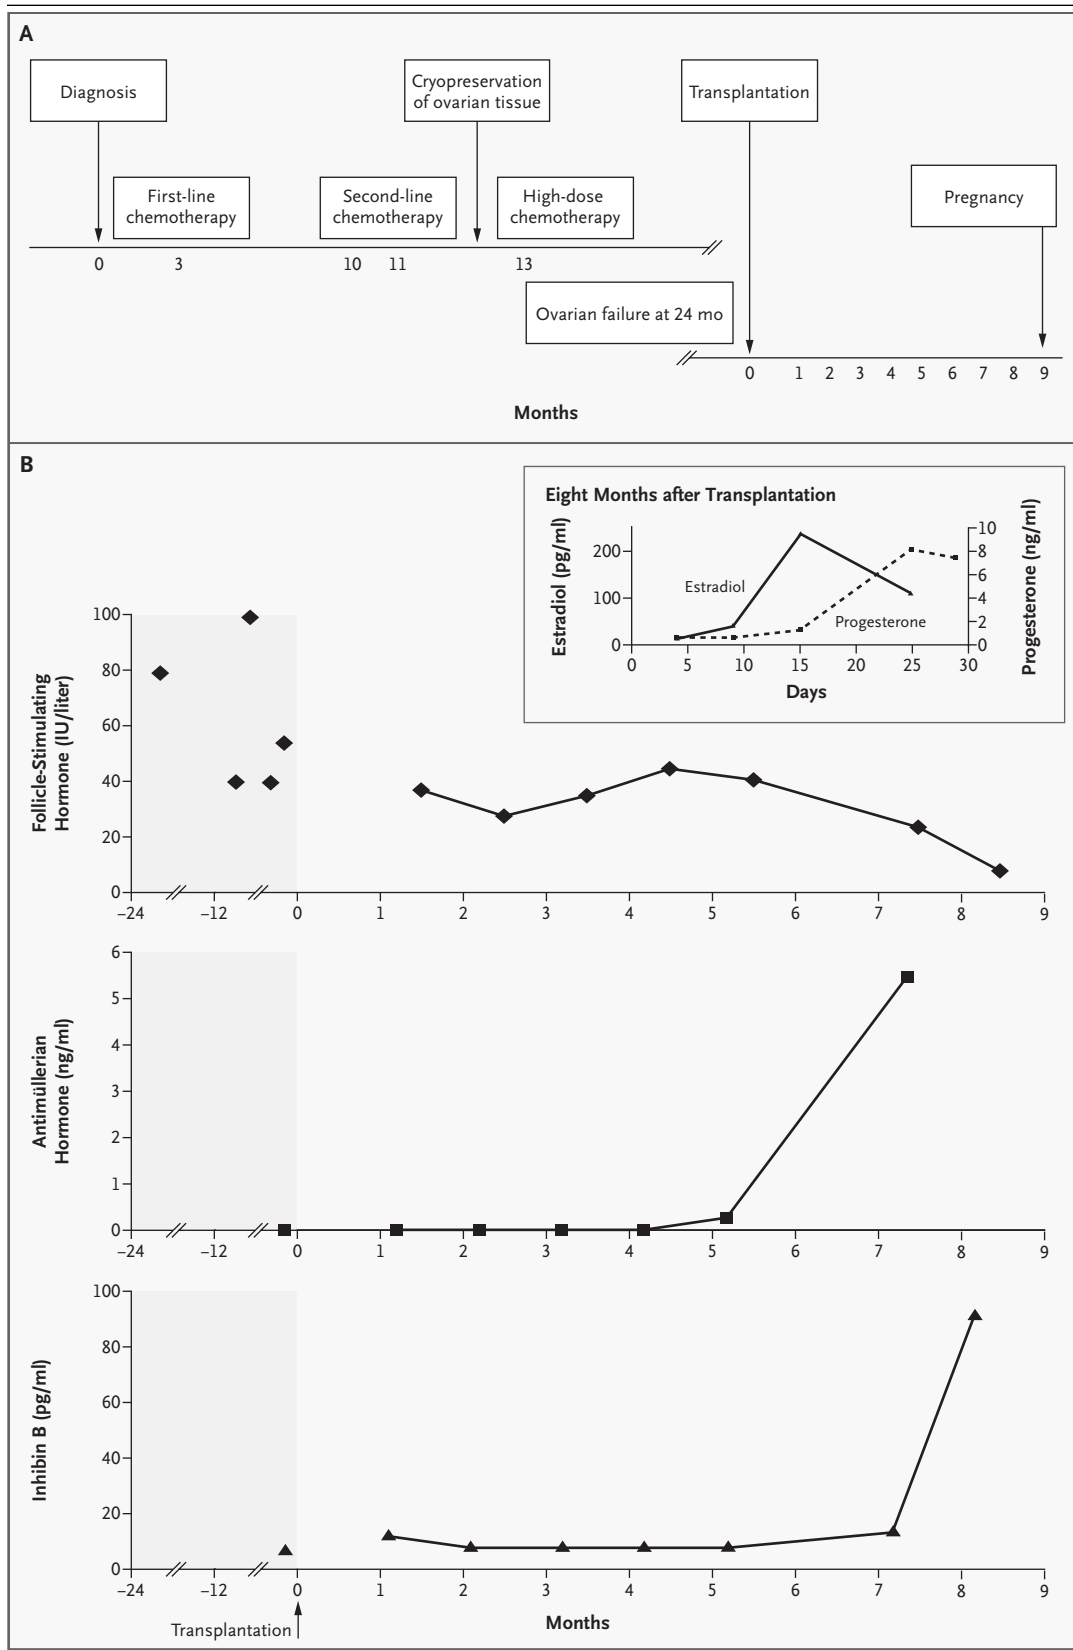 A
Diagnosis
Cryopreservation
of ovarian tissue
Transplantation
First-line
chemotherapy
Second-line
chemotherapy
High-dose
chemotherapy
Pregnancy
0 3 10 11 13
Ovarian failure at 24 mo
0 1 2 3 4 5 6 7 8 9
Months
B
Eight Months after Transplantation
Estradiol (pg/ml)
200
100
0
Estradiol
Progesterone
10
8
6
4
2
0
Progesterone (ng/ml)
0 5 10 15 20 25 30
Days
Follicle-Stimulating
Hormone (IU/liter)
100
80
60
40
20
0
–24 –12 0 1 2 3 4 5 6 7 8 9
Antimüllerian
Hormone (ng/ml)
6
5
4
3
2
1
0
–24 –12 0 1 2 3 4 5 6 7 8 9
Inhibin B (pg/ml)
100
80
60
40
20
0
–24 –12 0 1 2 3 4 5 6 7 8 9
Transplantation
Months